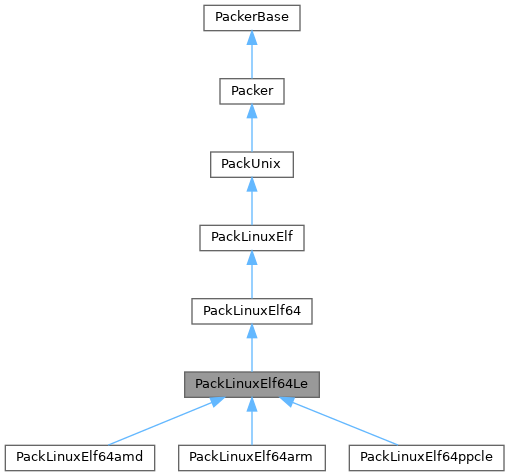 PackerBase
Packer
PackUnix
PackLinuxElf
PackLinuxElf64
PackLinuxElf64Le
PackLinuxElf64amd
PackLinuxElf64arm
PackLinuxElf64ppcle